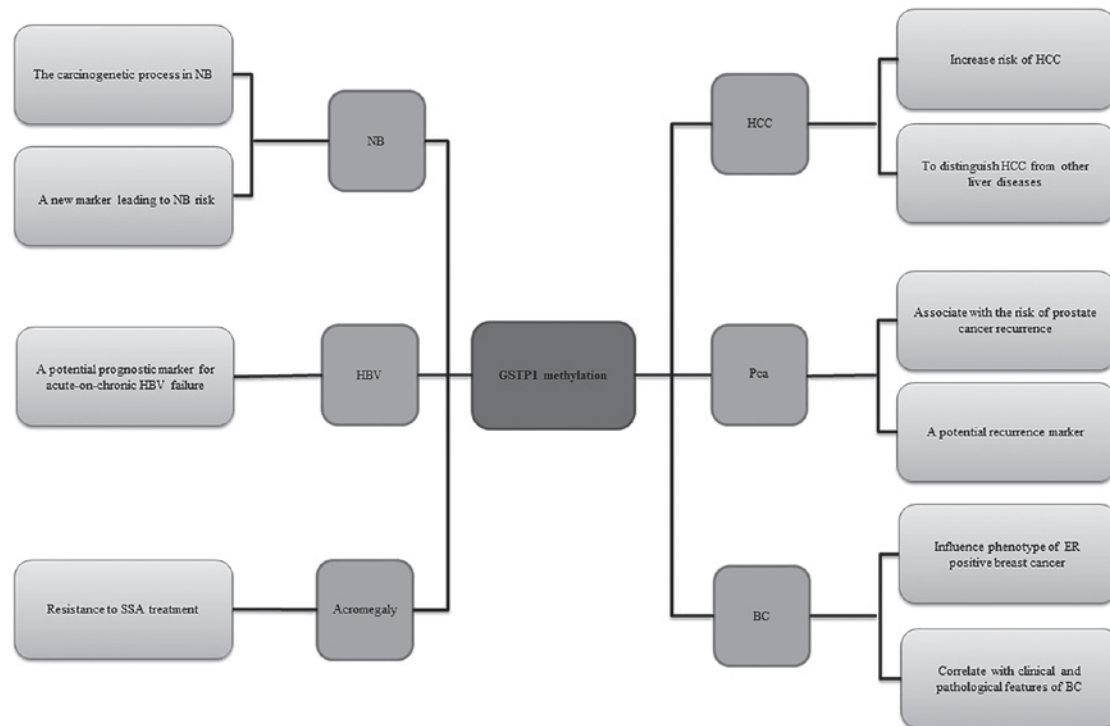 The carcinogenetic process in NB
A new marker leading to NB risk
NB
A potential prognostic marker for
acute-on-chronic HBV failure
HBV
Resistance to SSA treatment
Acromegaly
GSTP1 methylation
HCC
Increase risk of HCC
To distinguish HCC from other
liver diseases
Pca
Associate with the risk of prostate
cancer recurrence
A potential recurrence marker
BC
Influence phenotype of ER
positive breast cancer
Correlate with clinical and
pathological features of BC